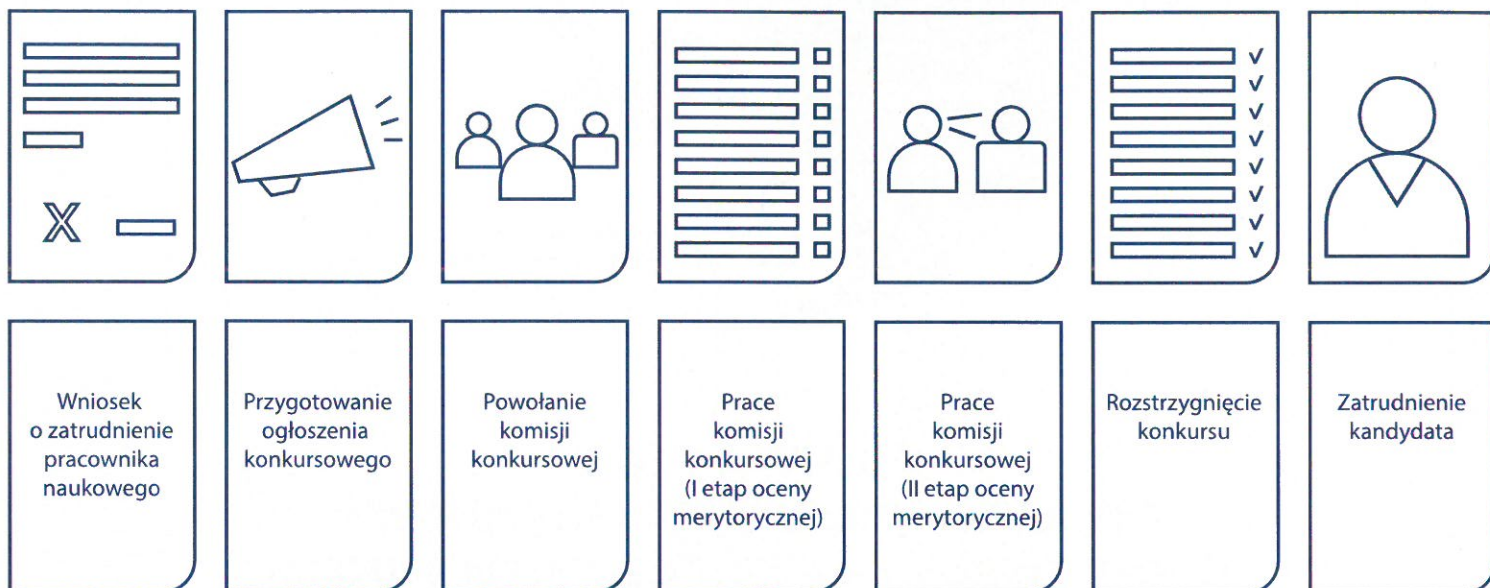 X
Wniosek
o zatrudnienie
pracownika
naukowego
Przygotowanie
ogłoszenia
konkursowego
Powołanie
komisji
konkursowej
Prace
komisji
konkursowej
(I etap oceny
merytorycznej)
Prace
komisji
konkursowej
(II etap oceny
merytorycznej)
Rozstrzygnięcie
konkursu
Zatrudnienie
kandydata